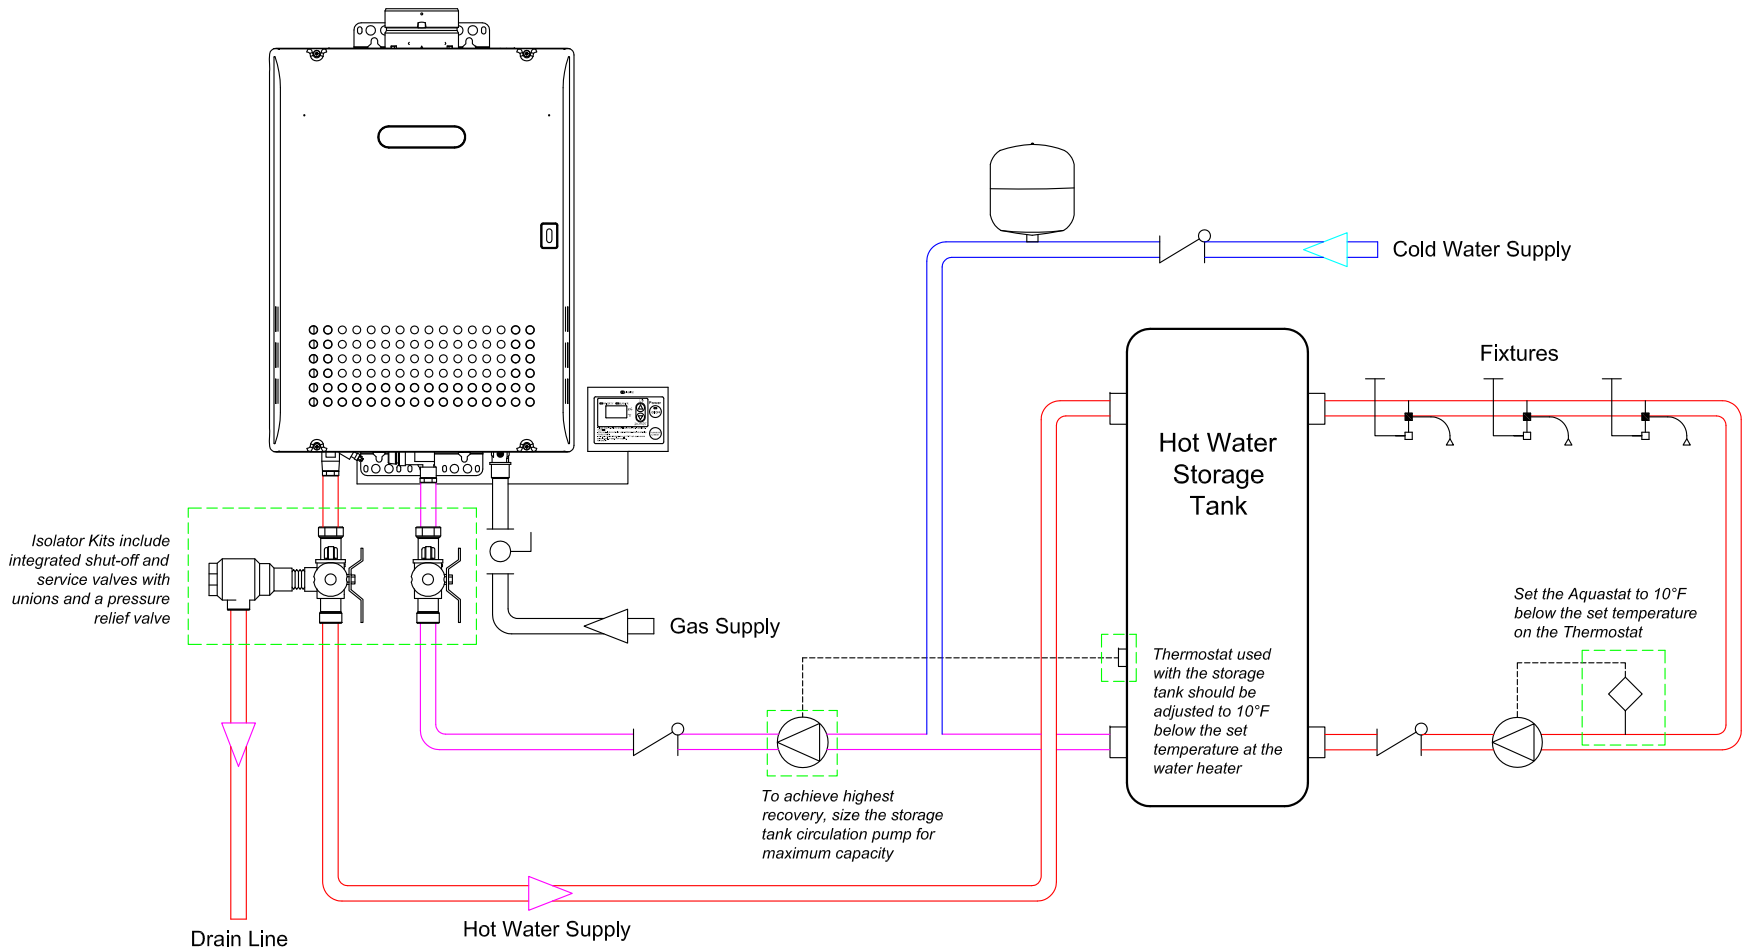 Cold Water Supply
Fixtures
Hot Water
Storage
Tank
Isolator Kits include
integrated shut-off and
service valves with
unions and a pressure
relief valve
Gas Supply
Set the Aquastat to 10°F
below the set temperature
on the Thermostat
Thermostat used
with the storage
tank should be
adjusted to 10°F
below the set
temperature at the
water heater
To achieve highest
recovery, size the storage
tank circulation pump for
maximum capacity
Hot Water Supply
Drain Line